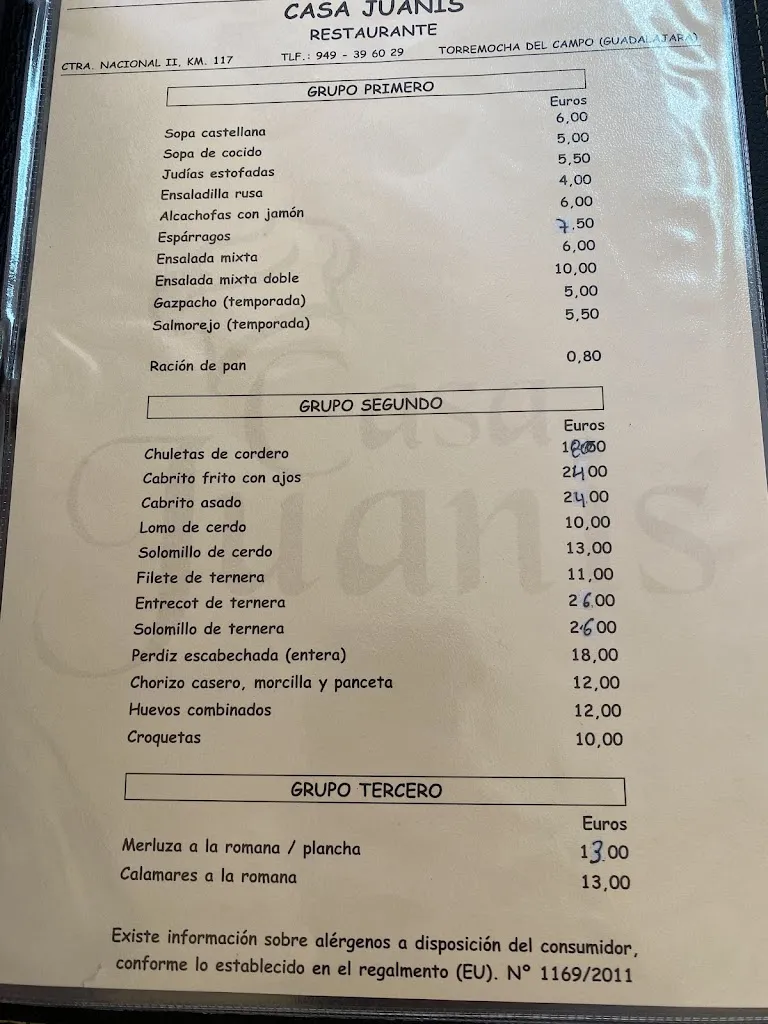 CASA JUANIS
RESTAURANTE
CTRA. NACIONAL II, KM. 117 TLF.: 949 - 39 60 29 TORREMOCHA DEL CAMPO (GUADALAJARA)
GRUPO PRIMERO
Euros
Sopa castellana 6,00
Sopa de cocido 5,00
Judías estofadas 5,50
Ensaladilla rusa 4,00
Alcachofas con jamón 6,00
Espárragos 7,50
Ensalada mixta 6,00
Ensalada mixta doble 10,00
Gazpacho (temporada) 5,00
Salmorejo (temporada) 5,50
Ración de pan 0,80
GRUPO SEGUNDO
Euros
Chuletas de cordero
Cabrito frito con ajos 24,00
Cabrito asado 24,00
Lomo de cerdo 10,00
Solomillo de cerdo 13,00
Filete de ternera 11,00
Entrecot de ternera 26,00
Solomillo de ternera 26,00
Perdiz escabechada (entera) 18,00
Chorizo casero, morcilla y panceta 12,00
Huevos combinados 12,00
Croquetas 10,00
GRUPO TERCERO
Euros
Merluza a la romana / plancha 13,00
Calamares a la romana 13,00
Existe información sobre alérgenos a disposición del consumidor,
conforme lo establecido en el regalmento (EU). Nº 1169/2011
Casa
Juanis